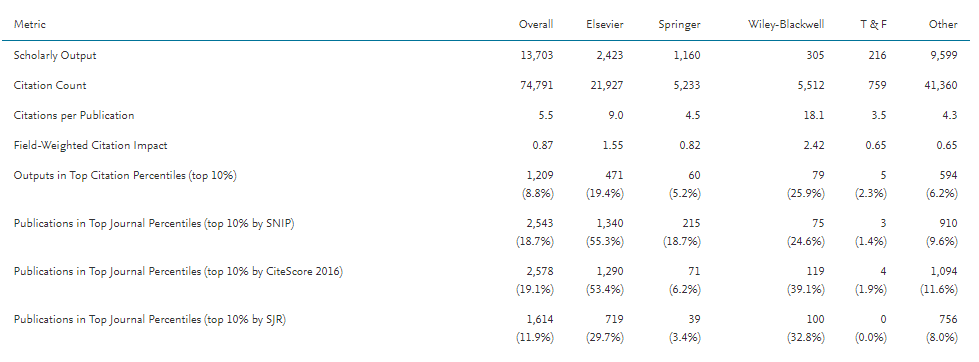 Metric Overall Elsevier Springer Wiley-Blackwell T & F Other
Scholarly Output 13,703 2,423 1,160 305 216 9,599
Citation Count 74,791 21,927 5,233 5,512 759 41,360
Citations per Publication 5.5 9.0 4.5 18.1 3.5 4.3
Field-Weighted Citation Impact 0.87 1.55 0.82 2.42 0.65 0.65
Outputs in Top Citation Percentiles (top 10%) 1,209 471 60 79 5 594
(8.8%) (19.4%) (5.2%) (25.9%) (2.3%) (6.2%)
Publications in Top Journal Percentiles (top 10% by SNIP) 2,543 1,340 215 75 3 910
(18.7%) (55.3%) (18.7%) (24.6%) (1.4%) (9.6%)
Publications in Top Journal Percentiles (top 10% by CiteScore 2016) 2,578 1,290 71 119 4 1,094
(19.1%) (53.4%) (6.2%) (39.1%) (1.9%) (11.6%)
Publications in Top Journal Percentiles (top 10% by SJR) 1,614 719 39 100 0 756
(11.9%) (29.7%) (3.4%) (32.8%) (0.0%) (8.0%)